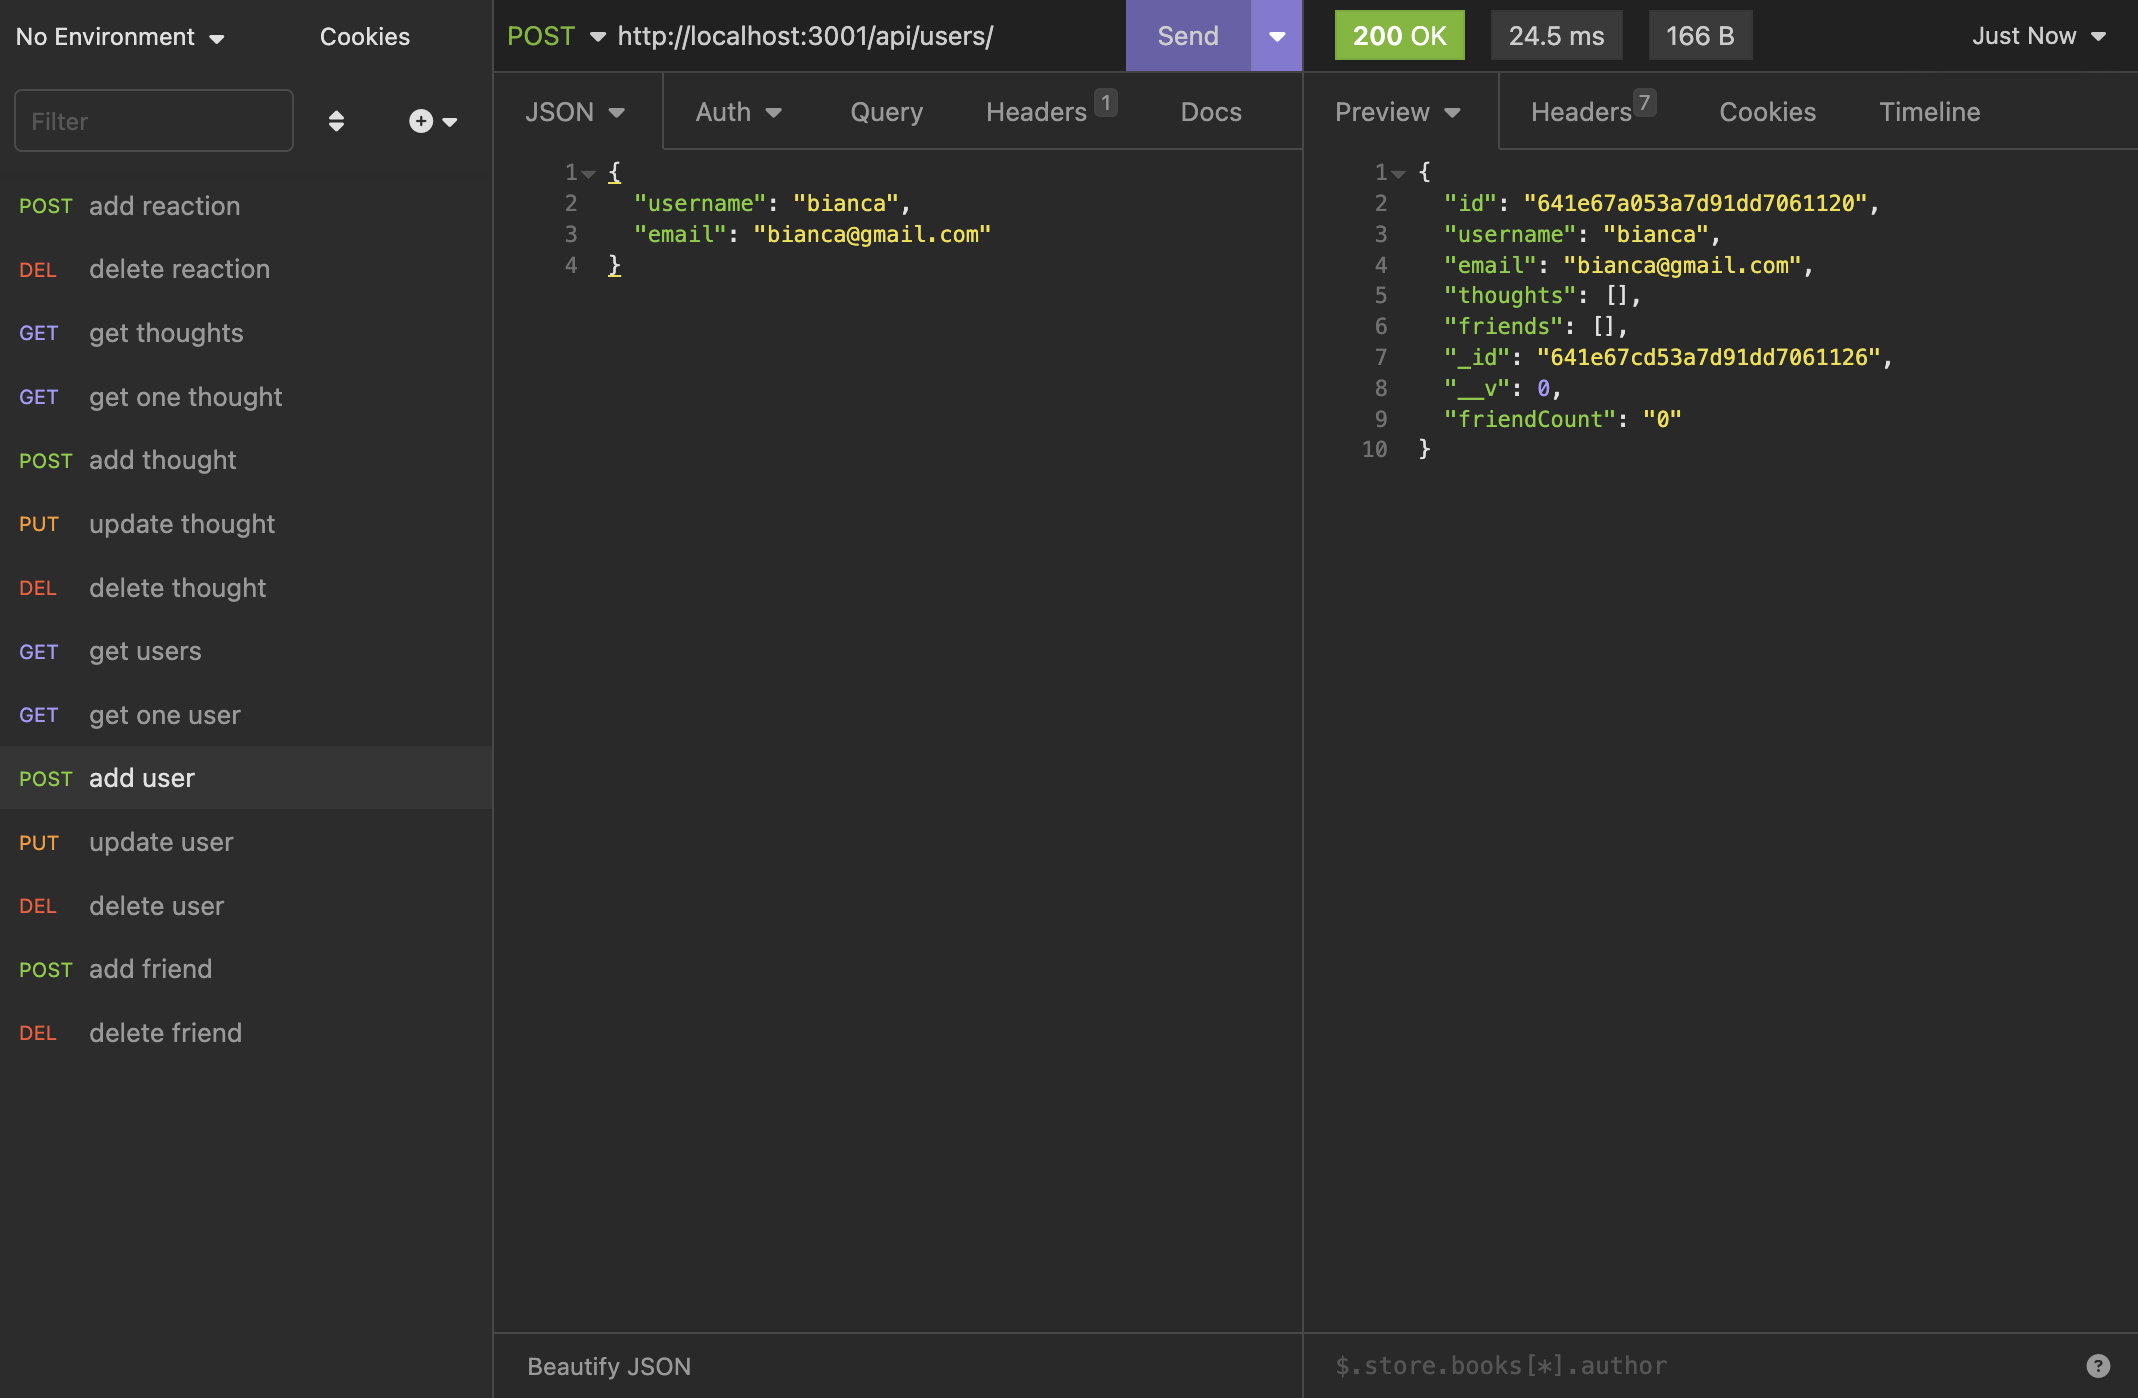 No Environment Cookies
Filter
POST add reaction
DEL delete reaction
GET get thoughts
GET get one thought
POST add thought
PUT update thought
DEL delete thought
GET get users
GET get one user
POST add user
PUT update user
DEL delete user
POST add friend
DEL delete friend
POST http://localhost:3001/api/users/ Send
JSON Auth Query Headers 1 Docs
1 {
2 "username": "bianca",
3 "email": "bianca@gmail.com"
4 }
Beautify JSON
200 OK 24.5 ms 166 B Just Now
Preview Headers 7 Cookies Timeline
1 {
2 "id": "641e67a053a7d91dd7061120",
3 "username": "bianca",
4 "email": "bianca@gmail.com",
5 "thoughts": [],
6 "friends": [],
7 "_id": "641e67cd53a7d91dd7061126",
8 "__v": 0,
9 "friendCount": "0"
10 }
$.store.books[*].author ?